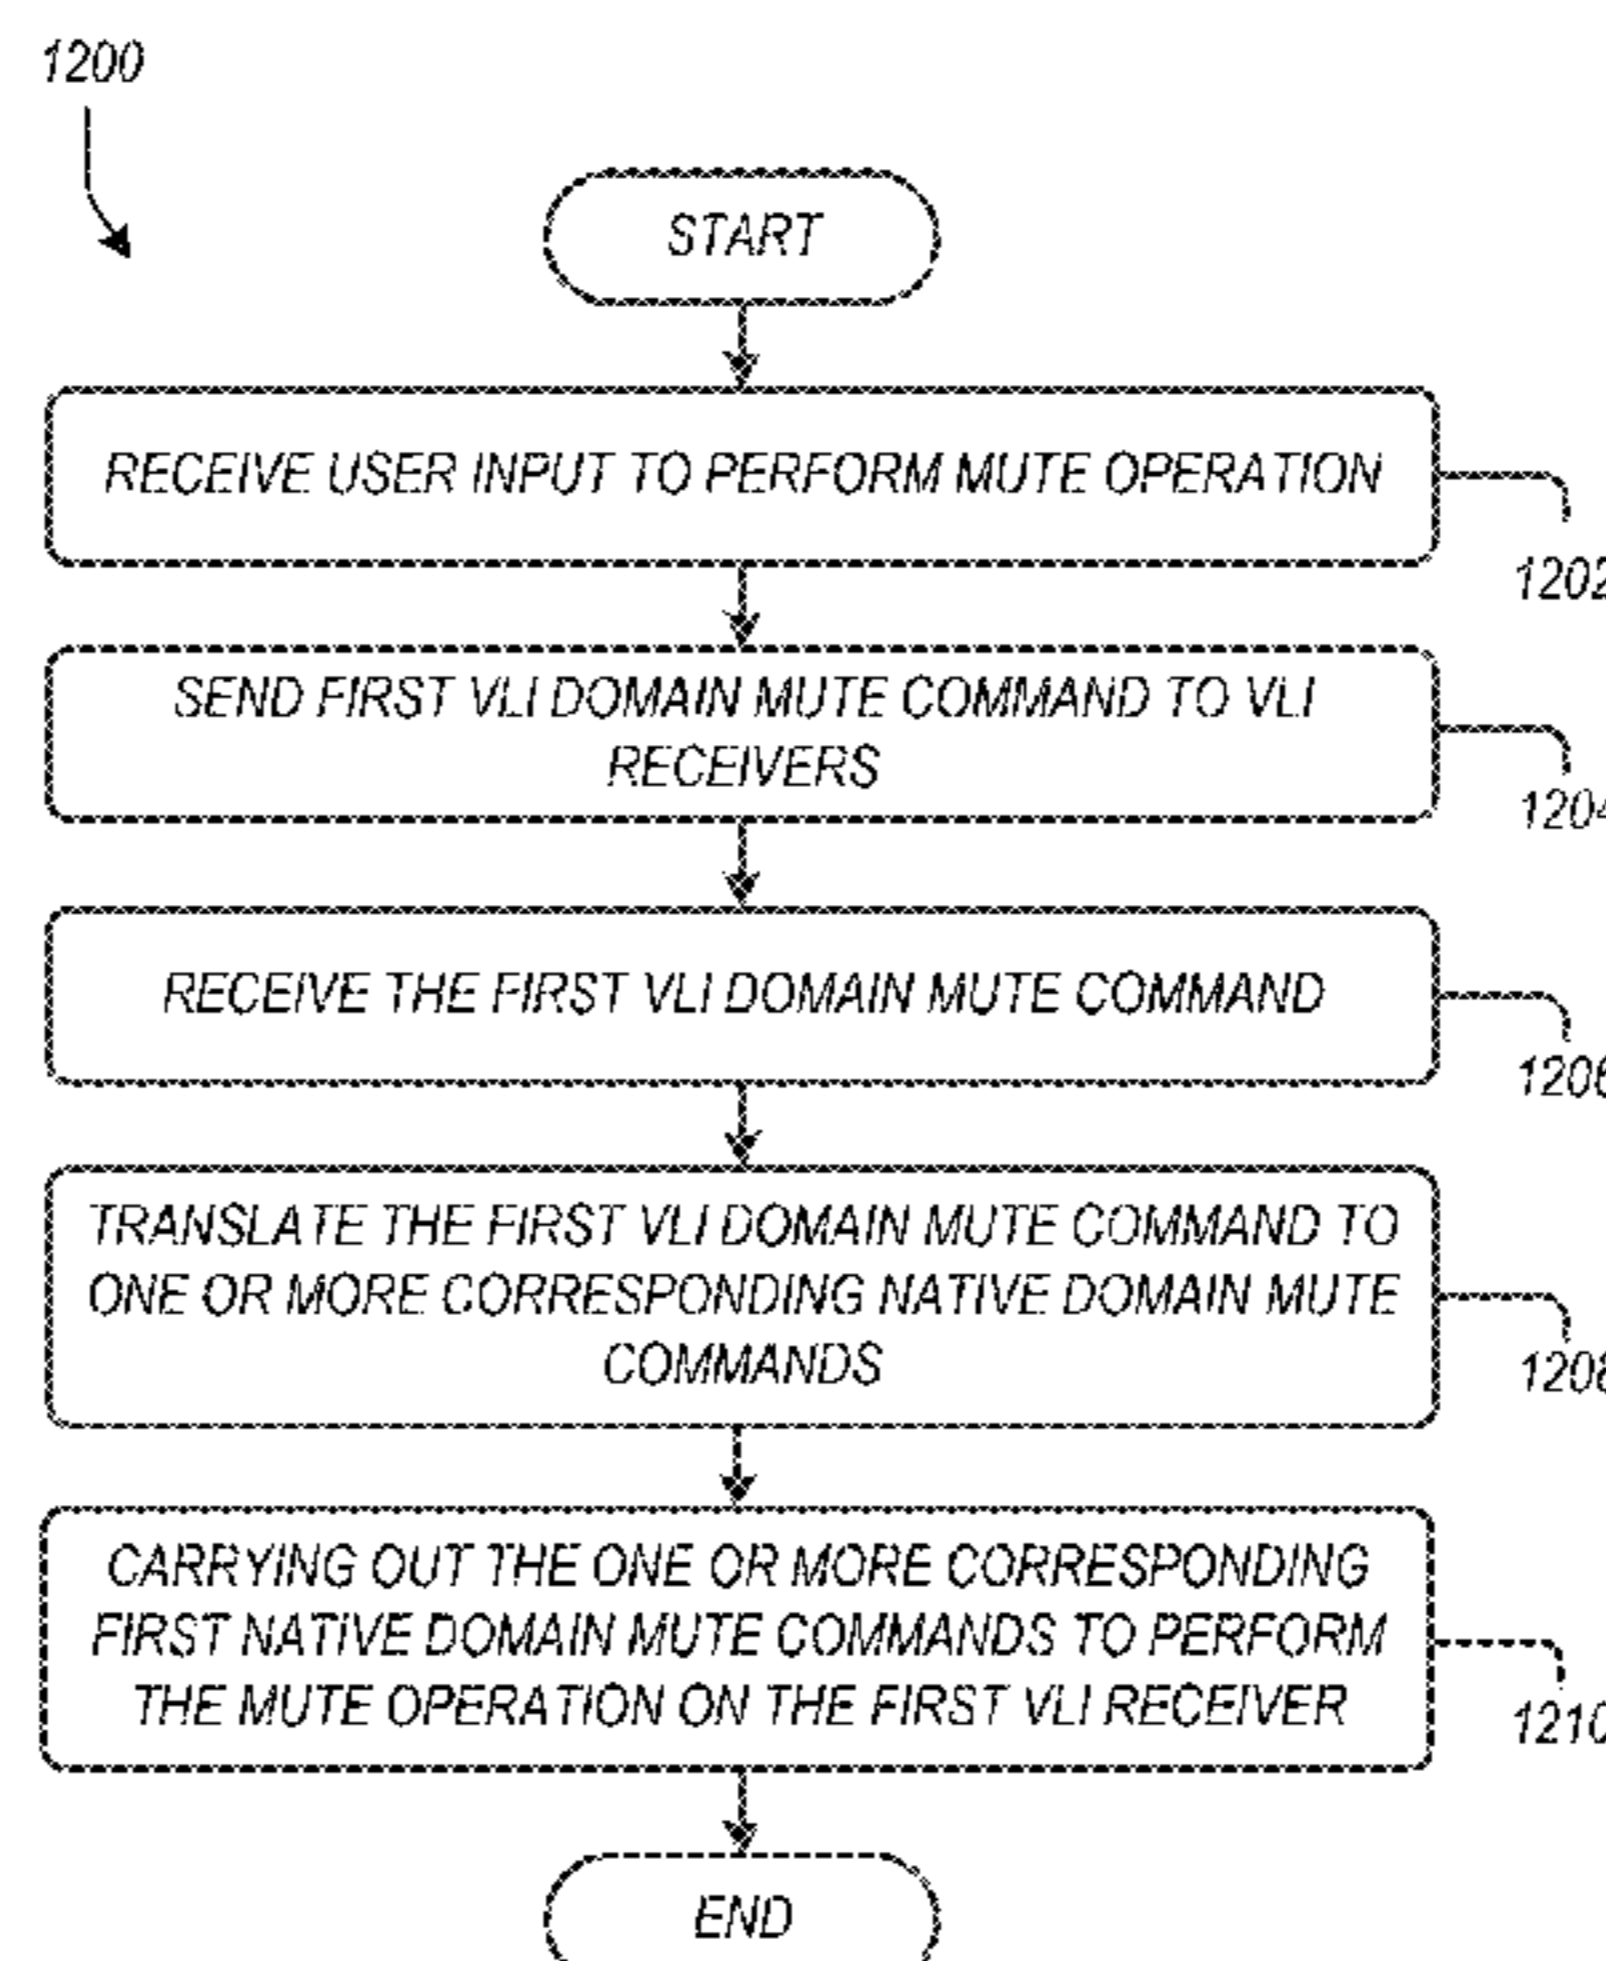 1200
START
RECEIVE USER INPUT TO PERFORM MUTE OPERATION
1202
SEND FIRST VLI DOMAIN MUTE COMMAND TO VLI
RECEIVERS
1204
RECEIVE THE FIRST VLI DOMAIN MUTE COMMAND
1206
TRANSLATE THE FIRST VLI DOMAIN MUTE COMMAND TO
ONE OR MORE CORRESPONDING NATIVE DOMAIN MUTE
COMMANDS
1208
CARRYING OUT THE ONE OR MORE CORRESPONDING
FIRST NATIVE DOMAIN MUTE COMMANDS TO PERFORM
THE MUTE OPERATION ON THE FIRST VLI RECEIVER
1210
END